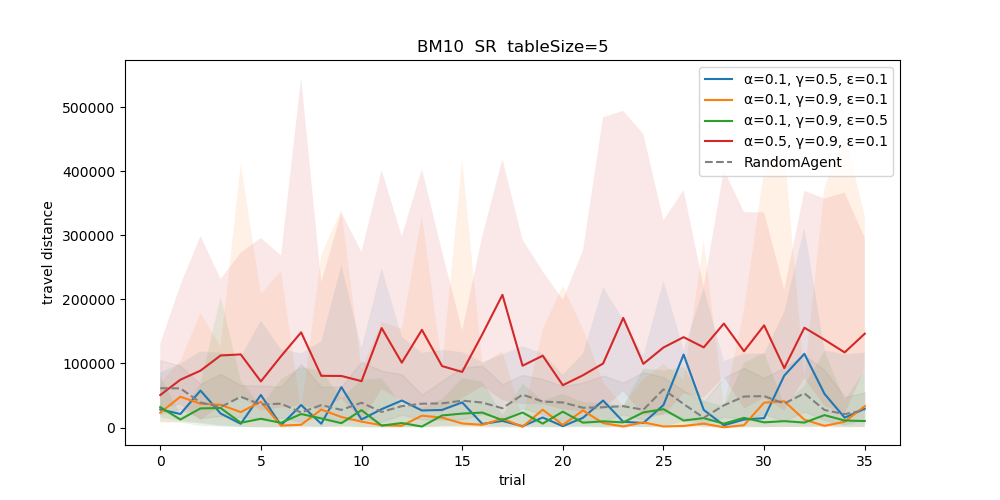 BM10  SR  tableSize=5
travel distance
500000
400000
300000
200000
100000
0
α=0.1, γ=0.5, ε=0.1
α=0.1, γ=0.9, ε=0.1
α=0.1, γ=0.9, ε=0.5
α=0.5, γ=0.9, ε=0.1
RandomAgent
0 5 10 15 20 25 30 35
trial